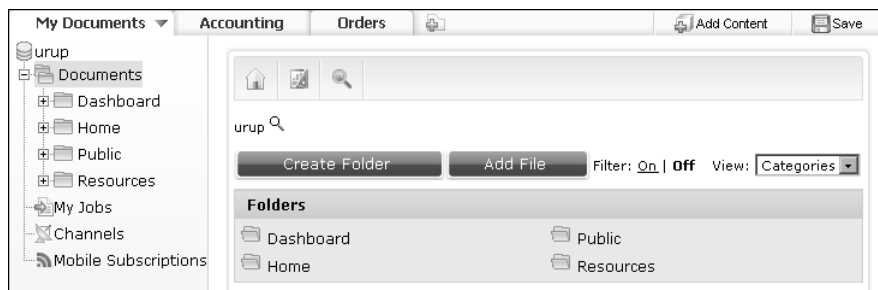 My Documents Accounting Orders Add Content Save
urup
Documents
Dashboard
Home
Public
Resources
My Jobs
Channels
Mobile Subscriptions
urup
Create Folder Add File Filter: On | Off View: Categories
Folders
Dashboard Public
Home Resources